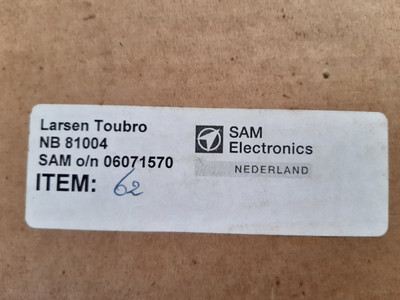 Larsen Toubro
NB 81004
SAM o/n 06071570
ITEM: 62
SAM
Electronics
NEDERLAND